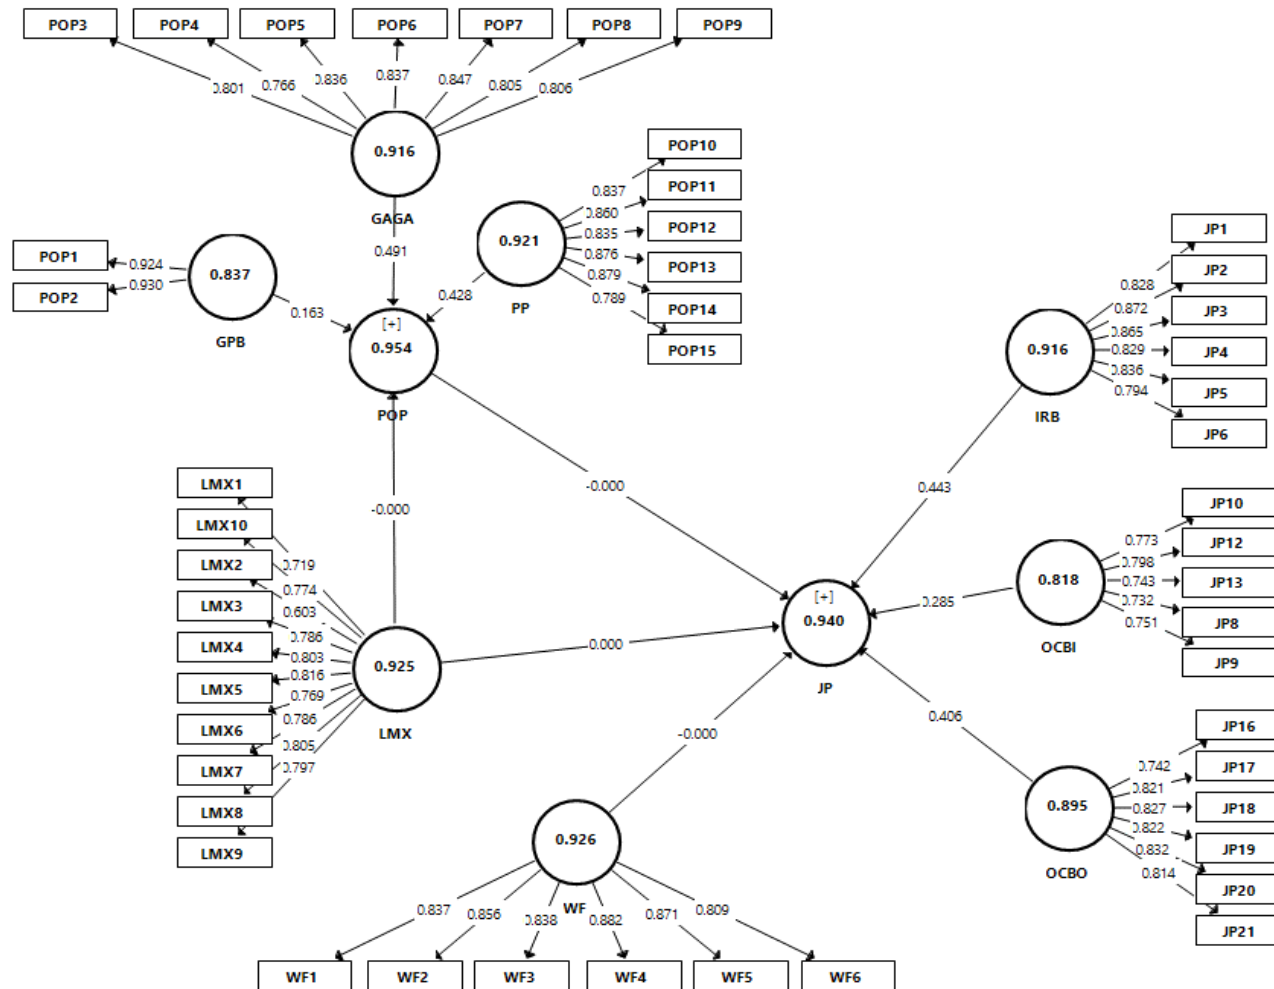 POP3 POP4 POP5 POP6 POP7 POP8 POP9
0.801 0.766 0.836 0.837 0.847 0.805 0.806
0.916
GAGA
0.491
POP10
POP11
POP12
POP13
POP14
POP15
0.837
0.860
0.835
0.876
0.879
0.789
0.921
PP
0.428
POP1
POP2
0.924
0.930
0.837
GPB
0.163
[+]
0.954
POP
-0.000
-0.000
JP1
JP2
JP3
JP4
JP5
JP6
0.828
0.872
0.865
0.829
0.836
0.794
0.916
IRB
0.443
LMX1
LMX10
LMX2
LMX3
LMX4
LMX5
LMX6
LMX7
LMX8
LMX9
0.719
0.774
0.603
0.786
0.803
0.816
0.769
0.786
0.805
0.797
0.925
LMX
0.000
JP10
JP12
JP13
JP8
JP9
0.773
0.798
0.743
0.732
0.751
0.818
OCBI
0.285
[+]
0.940
JP
0.406
-0.000
JP16
JP17
JP18
JP19
JP20
JP21
0.742
0.821
0.827
0.822
0.832
0.814
0.895
OCBO
0.926
WF
0.837 0.856 0.838 0.882 0.871 0.809
WF1 WF2 WF3 WF4 WF5 WF6